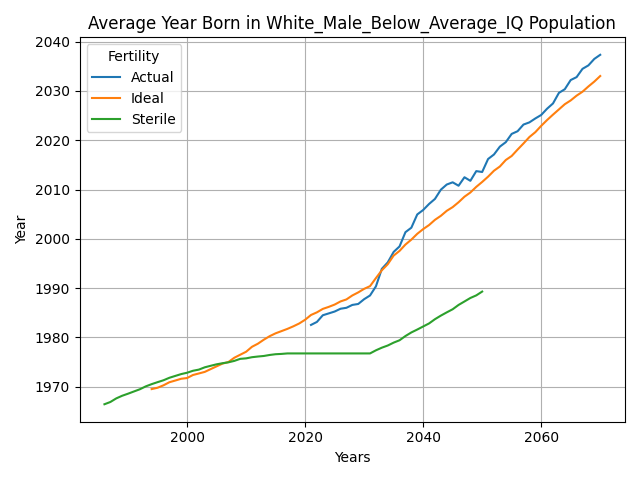 Average Year Born in White_Male_Below_Average_IQ Population
2040
2030
2020
2010
2000
1990
1980
1970
Year
Fertility
Actual
Ideal
Sterile
2000
2020
2040
2060
Years